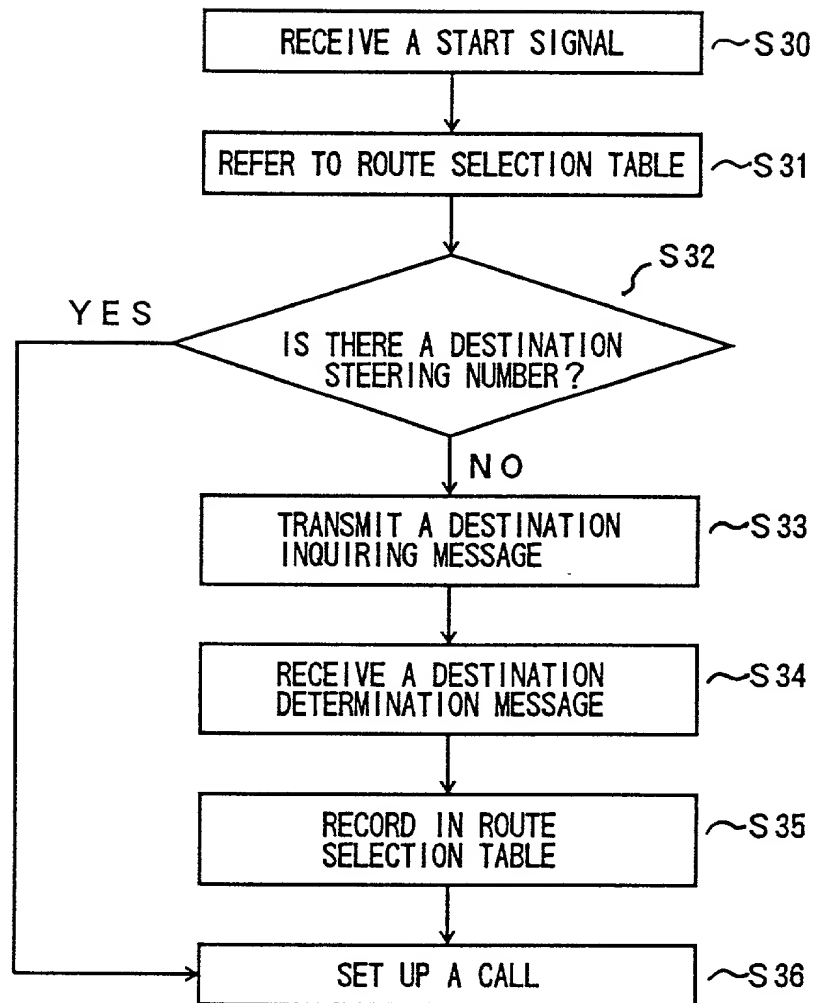 RECEIVE A START SIGNAL
S30
REFER TO ROUTE SELECTION TABLE
S31
S32
YES
IS THERE A DESTINATION
STEERING NUMBER?
NO
TRANSMIT A DESTINATION
INQUIRING MESSAGE
S33
RECEIVE A DESTINATION
DETERMINATION MESSAGE
S34
RECORD IN ROUTE
SELECTION TABLE
S35
SET UP A CALL
S36